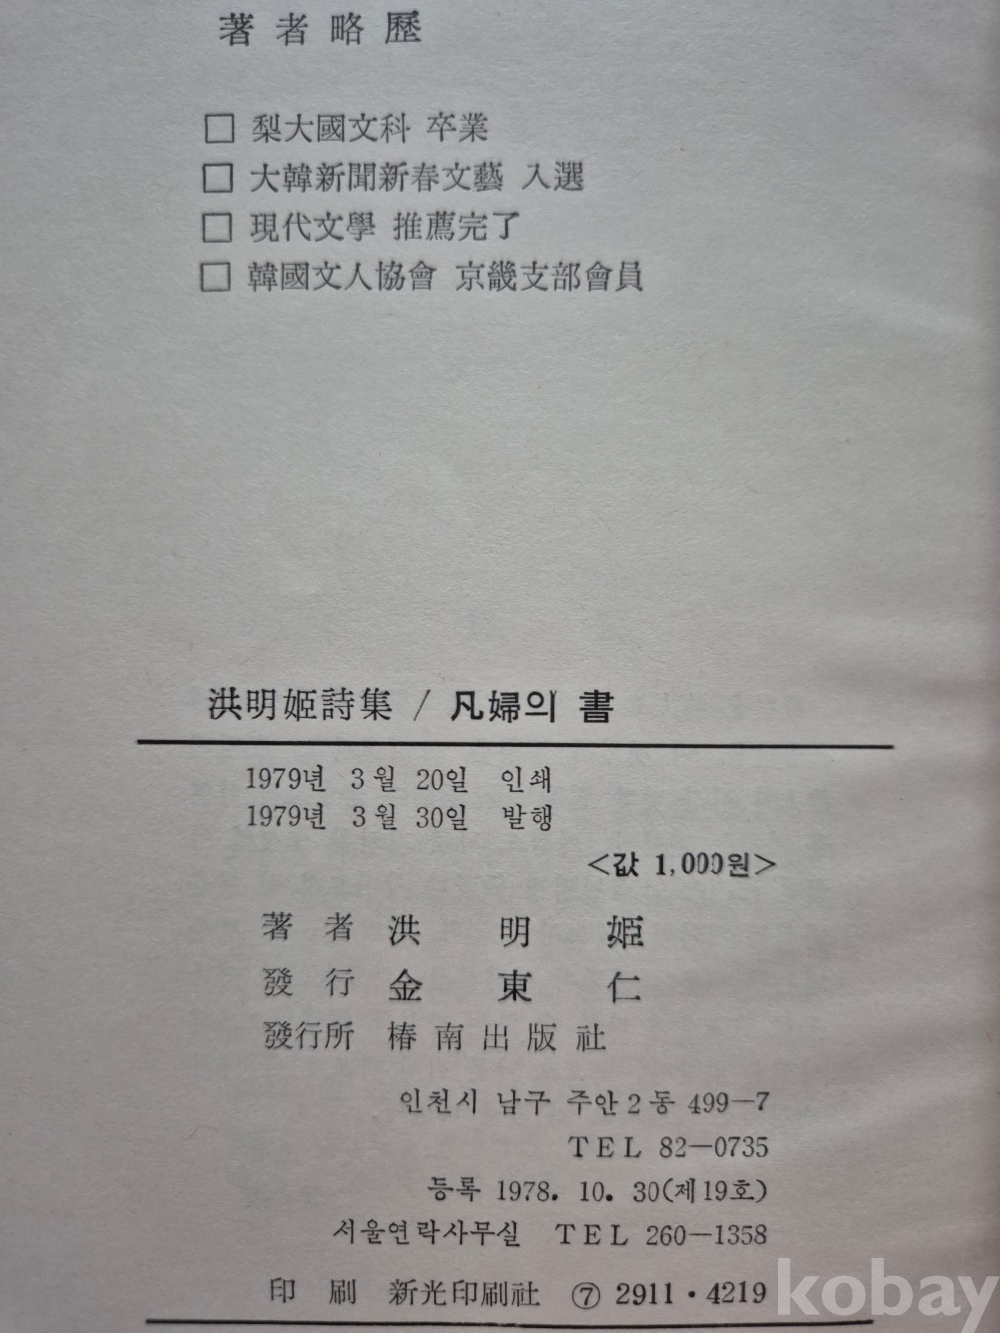 著者略歷
□ 梨大國文科 卒業
□ 大韓新聞新春文藝 入選
□ 現代文學 推薦完了
□ 韓國文人協會 京畿支部會員
洪明姬詩集 / 凡婦의 書
1979년 3월 20일 인쇄
1979년 3월 30일 발행
<값 1,000원>
著者 洪明姬
發行 金東仁
發行所 椿南出版社
인천시 남구 주안2동 499-7
TEL 82-0735
등록 1978. 10. 30(제19호)
서울연락사무실 TEL 260-1358
印刷 新光印刷社 ⑦ 2911·4219
kobay